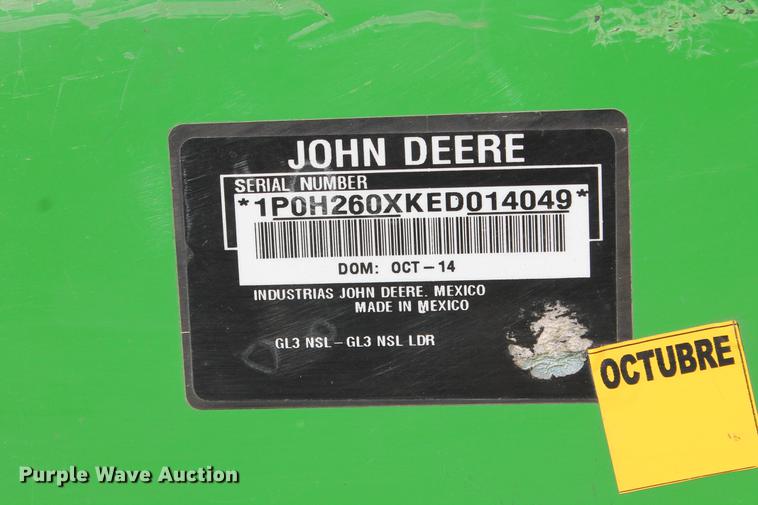 JOHN DEERE
SERIAL NUMBER
*1P0H260XKED014049*
DOM: OCT-14
INDUSTRIAS JOHN DEERE. MEXICO
MADE IN MEXICO
GL3 NSL-GL3 NSL LDR
OCTUBRE
Purple Wave Auction